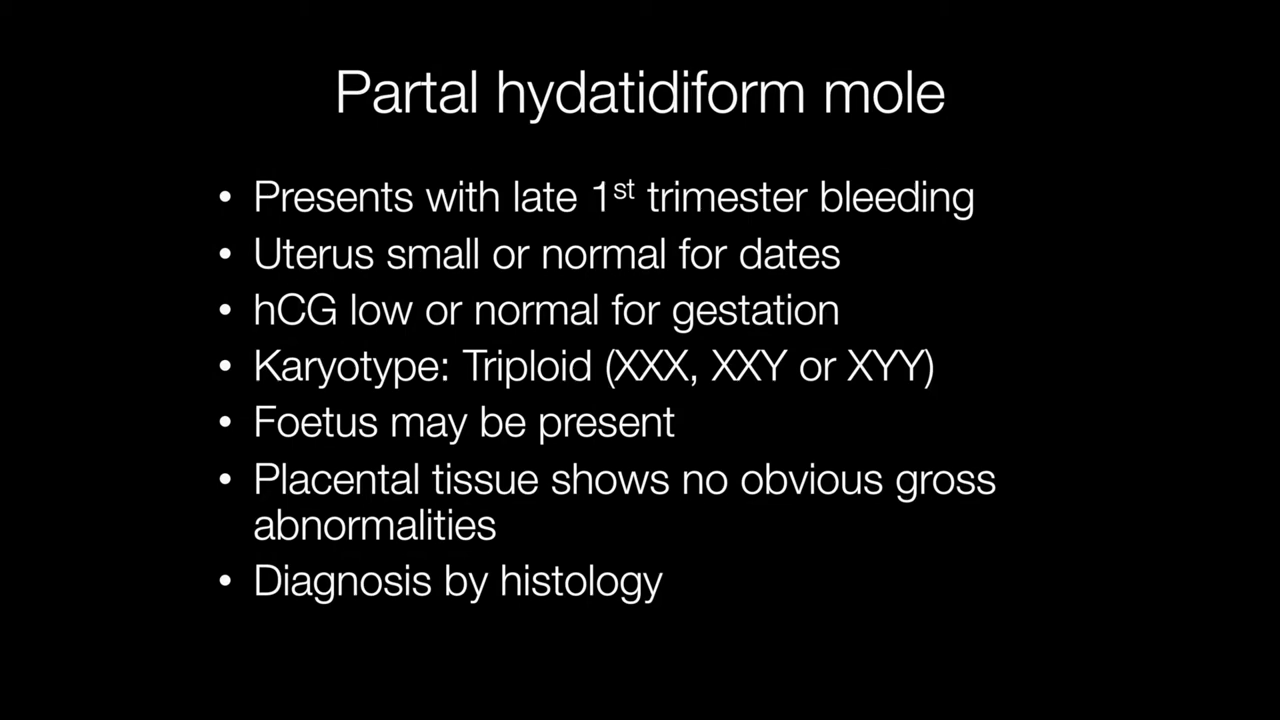 Partal hydatidiform mole
• Presents with late 1st trimester bleeding
• Uterus small or normal for dates
• hCG low or normal for gestation
• Karyotype: Triploid (XXX, XXY or XYY)
• Foetus may be present
• Placental tissue shows no obvious gross
abnormalities
• Diagnosis by histology